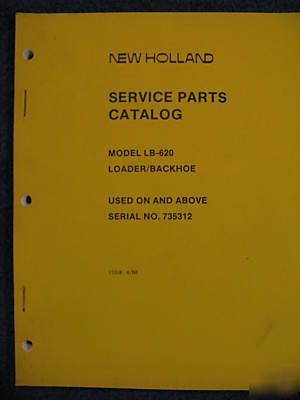 NEW HOLLAND
SERVICE PARTS
CATALOG
MODEL LB-620
LOADER/BACKHOE
USED ON AND ABOVE
SERIAL NO. 735312